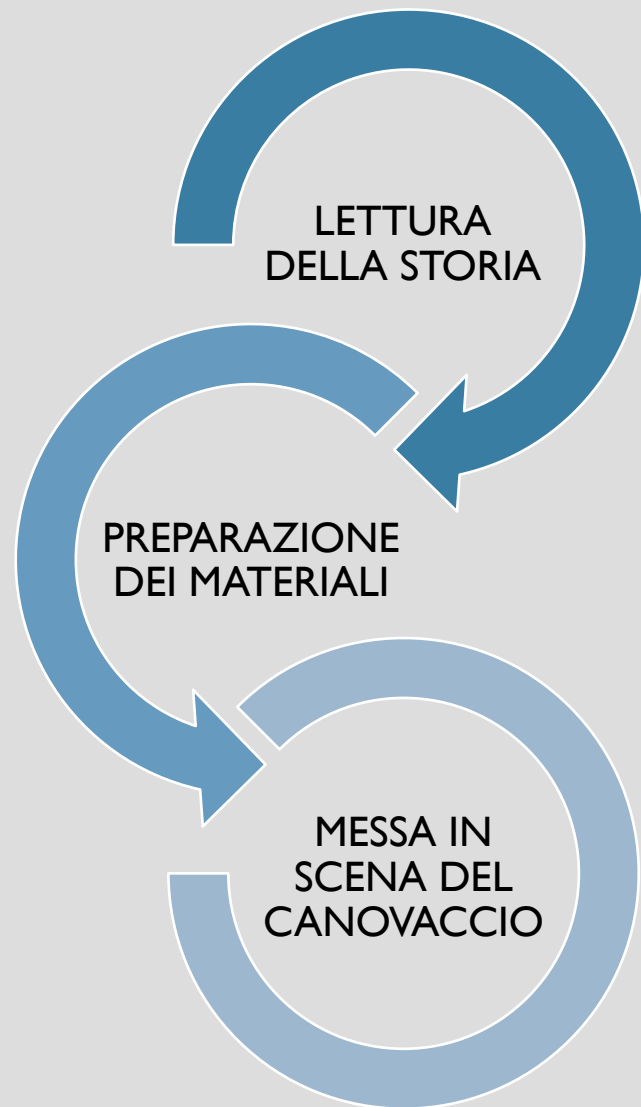 LETTURA
DELLA STORIA
PREPARAZIONE
DEI MATERIALI
MESSA IN
SCENA DEL
CANOVACCIO